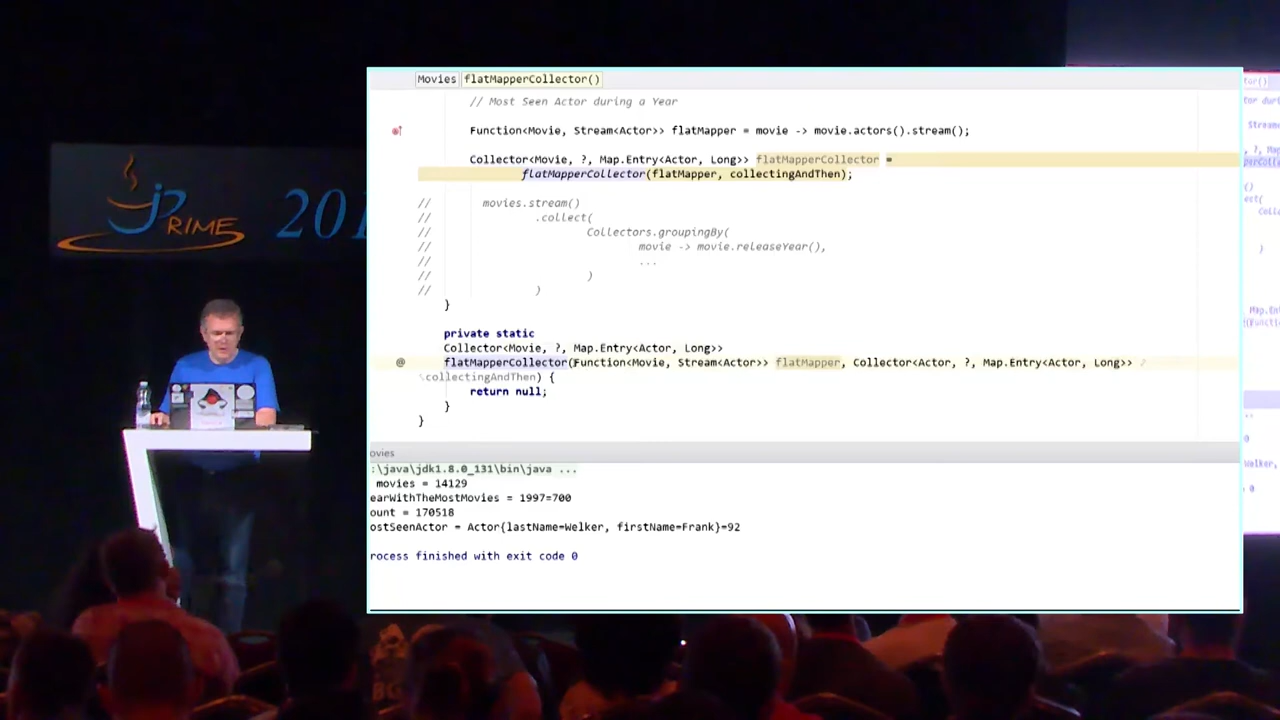 Movies flatMapperCollector()
// Most Seen Actor during a Year
Function<Movie, Stream<Actor>> flatMapper = movie -> movie.actors().stream();
Collector<Movie, ?, Map.Entry<Actor, Long>> flatMapperCollector =
flatMapperCollector(flatMapper, collectingAndThen);
// movies.stream()
// .collect(
// Collectors.groupingBy(
// movie -> movie.releaseYear(),
// ...
// )
// )
}
private static
Collector<Movie, ?, Map.Entry<Actor, Long>>
@ flatMapperCollector(Function<Movie, Stream<Actor>> flatMapper, Collector<Actor, ?, Map.Entry<Actor, Long>>
collectingAndThen) {
return null;
}
}
ovies
:\java\jdk1.8.0_131\bin\java ...
movies = 14129
earWithTheMostMovies = 1997=700
ount = 170518
ostSeenActor = Actor{lastName=Welker, firstName=Frank}=92
rocess finished with exit code 0
jPRIME 201